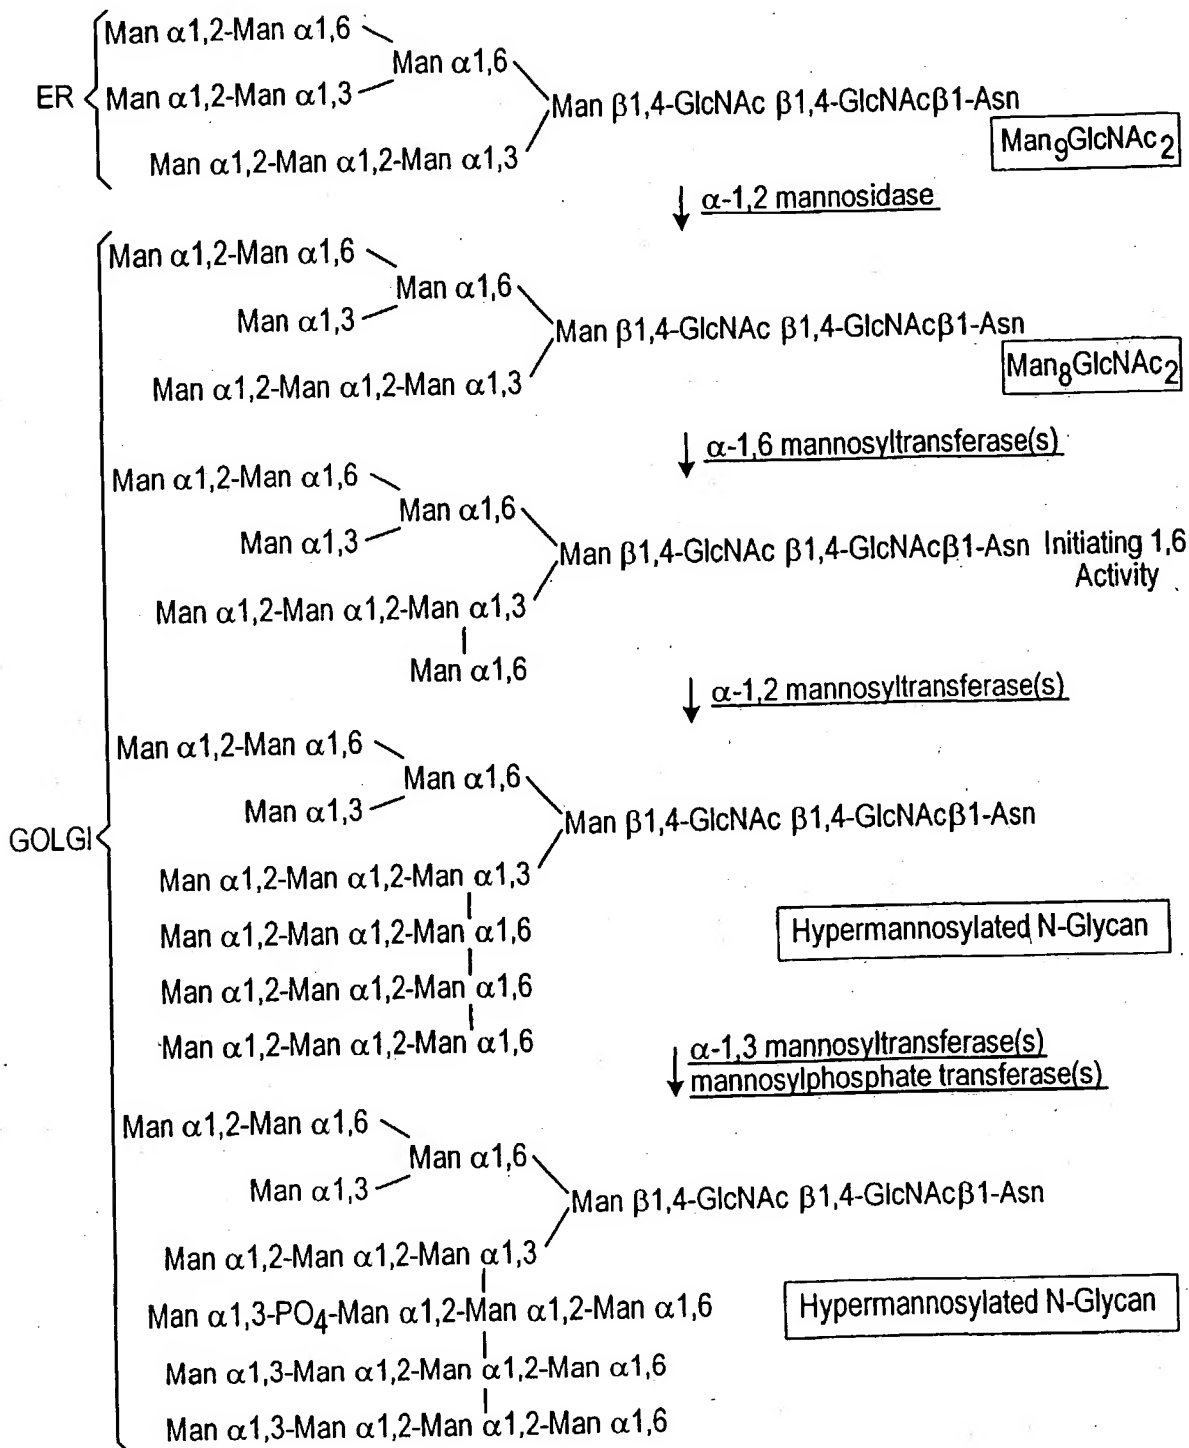 Man α1,2-Man α1,6
Man α1,6
ER
Man α1,2-Man α1,3
Man β1,4-GlcNAc β1,4-GlcNAcβ1-Asn
Man α1,2-Man α1,2-Man α1,3
Man9GlcNAc2
α-1,2 mannosidase
Man α1,2-Man α1,6
Man α1,6
Man α1,3
Man β1,4-GlcNAc β1,4-GlcNAcβ1-Asn
Man α1,2-Man α1,2-Man α1,3
Man8GlcNAc2
α-1,6 mannosyltransferase(s)
Man α1,2-Man α1,6
Man α1,6
Man α1,3
Man β1,4-GlcNAc β1,4-GlcNAcβ1-Asn Initiating 1,6
Activity
Man α1,2-Man α1,2-Man α1,3
Man α1,6
α-1,2 mannosyltransferase(s)
Man α1,2-Man α1,6
Man α1,6
Man α1,3
Man β1,4-GlcNAc β1,4-GlcNAcβ1-Asn
GOLGI
Man α1,2-Man α1,2-Man α1,3
Man α1,2-Man α1,2-Man α1,6
Hypermannosylated N-Glycan
Man α1,2-Man α1,2-Man α1,6
Man α1,2-Man α1,2-Man α1,6
α-1,3 mannosyltransferase(s)
mannosylphosphate transferase(s)
Man α1,2-Man α1,6
Man α1,6
Man α1,3
Man β1,4-GlcNAc β1,4-GlcNAcβ1-Asn
Man α1,2-Man α1,2-Man α1,3
Man α1,3-PO4-Man α1,2-Man α1,2-Man α1,6
Hypermannosylated N-Glycan
Man α1,3-Man α1,2-Man α1,2-Man α1,6
Man α1,3-Man α1,2-Man α1,2-Man α1,6